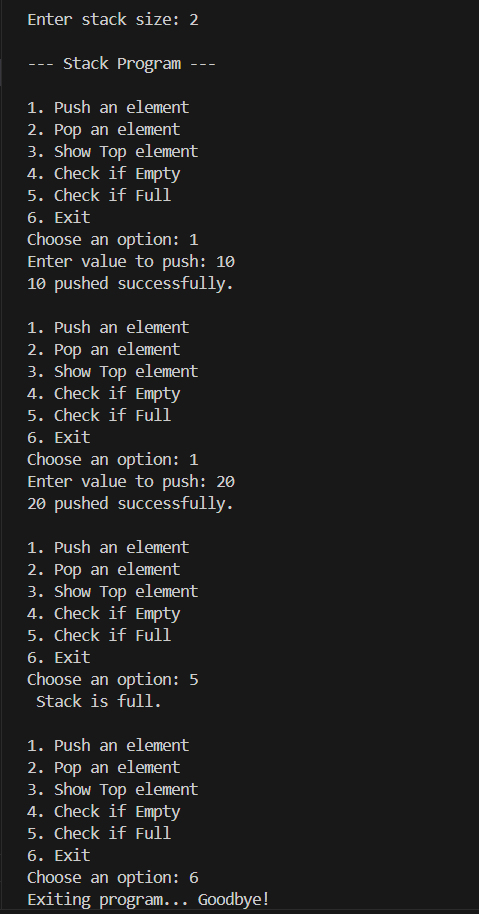 Enter stack size: 2
--- Stack Program ---
1. Push an element
2. Pop an element
3. Show Top element
4. Check if Empty
5. Check if Full
6. Exit
Choose an option: 1
Enter value to push: 10
10 pushed successfully.
1. Push an element
2. Pop an element
3. Show Top element
4. Check if Empty
5. Check if Full
6. Exit
Choose an option: 1
Enter value to push: 20
20 pushed successfully.
1. Push an element
2. Pop an element
3. Show Top element
4. Check if Empty
5. Check if Full
6. Exit
Choose an option: 5
 Stack is full.
1. Push an element
2. Pop an element
3. Show Top element
4. Check if Empty
5. Check if Full
6. Exit
Choose an option: 6
Exiting program... Goodbye!